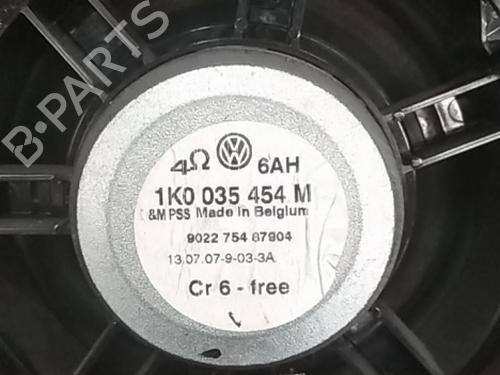 B-PARTS
4Ω VW 6AH
1K0 035 454 M
&M PSS Made in Belgium
9022 754 87904
13.07.07-9-03-3A
Cr 6 - free